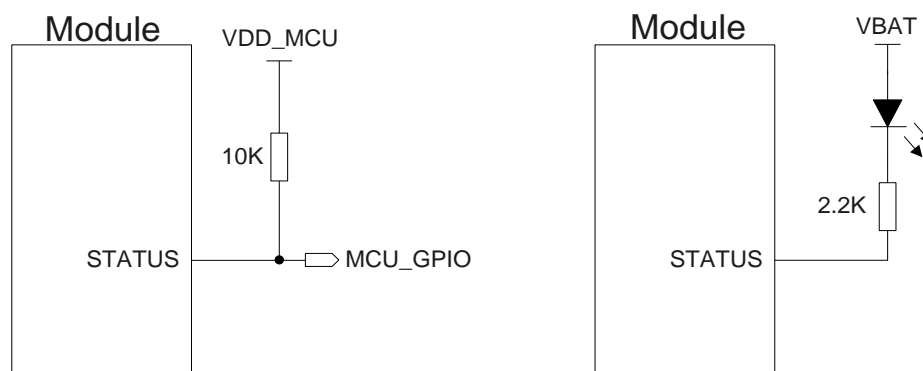 Module
VDD_MCU
10K
STATUS
MCU_GPIO
Module
VBAT
2.2K
STATUS